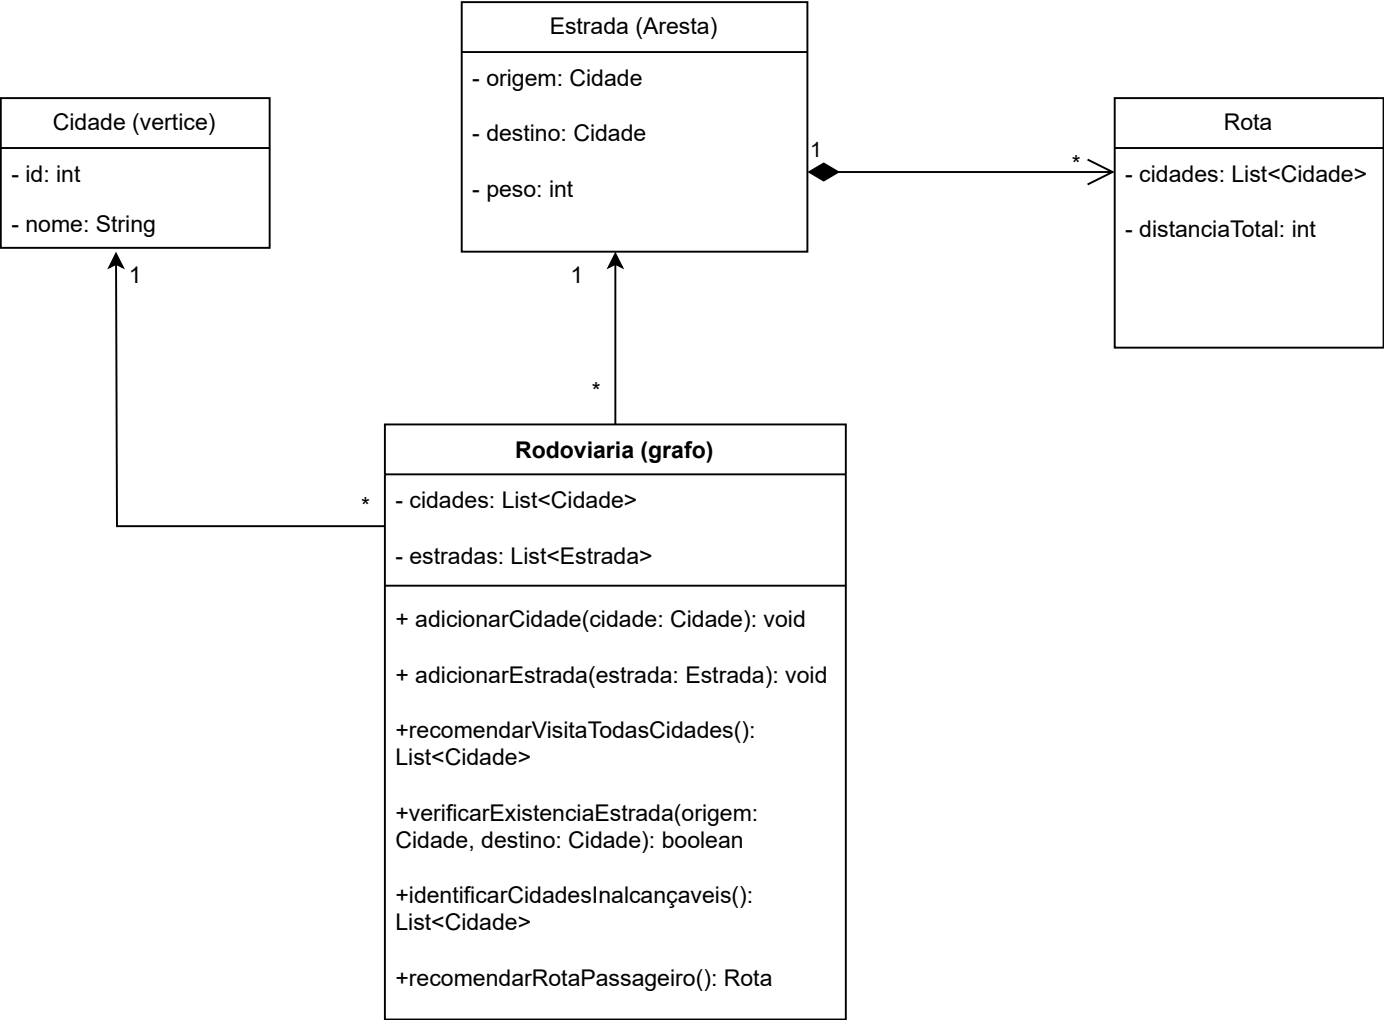 Estrada (Aresta)
- origem: Cidade
- destino: Cidade
- peso: int
Cidade (vertice)
- id: int
- nome: String
Rota
- cidades: List<Cidade>
- distanciaTotal: int
1
*
1
1
*
*
Rodoviaria (grafo)
- cidades: List<Cidade>
- estradas: List<Estrada>
+ adicionarCidade(cidade: Cidade): void
+ adicionarEstrada(estrada: Estrada): void
+recomendarVisitaTodasCidades():
List<Cidade>
+verificarExistenciaEstrada(origem:
Cidade, destino: Cidade): boolean
+identificarCidadesInalcançaveis():
List<Cidade>
+recomendarRotaPassageiro(): Rota